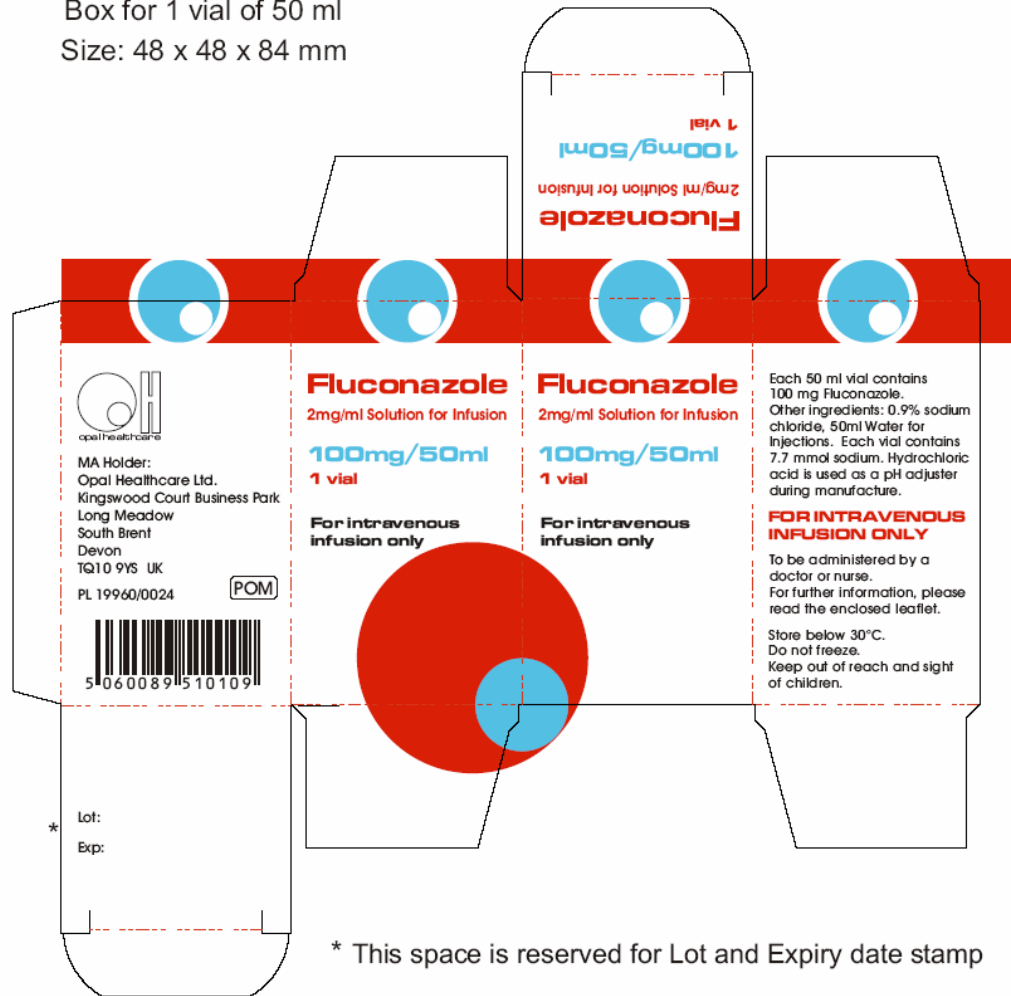 Box for 1 vial of 50 ml
Size: 48 x 48 x 84 mm
Fluconazole
2mg/ml Solution for Infusion
100mg/50ml
1 vial
OH
opalhealthcare
MA Holder:
Opal Healthcare Ltd.
Kingswood Court Business Park
Long Meadow
South Brent
Devon
TQ10 9YS UK
PL 19960/0024
POM
5 060089 510109
Lot:
*
Exp:
Fluconazole
2mg/ml Solution for Infusion
100mg/50ml
1 vial
For intravenous
infusion only
Fluconazole
2mg/ml Solution for Infusion
100mg/50ml
1 vial
For intravenous
infusion only
Each 50 ml vial contains
100 mg Fluconazole.
Other ingredients: 0.9% sodium
chloride, 50ml Water for
Injections. Each vial contains
7.7 mmol sodium. Hydrochloric
acid is used as a pH adjuster
during manufacture.
FOR INTRAVENOUS
INFUSION ONLY
To be administered by a
doctor or nurse.
For further information, please
read the enclosed leaflet.
Store below 30°C.
Do not freeze.
Keep out of reach and sight
of children.
* This space is reserved for Lot and Expiry date stamp